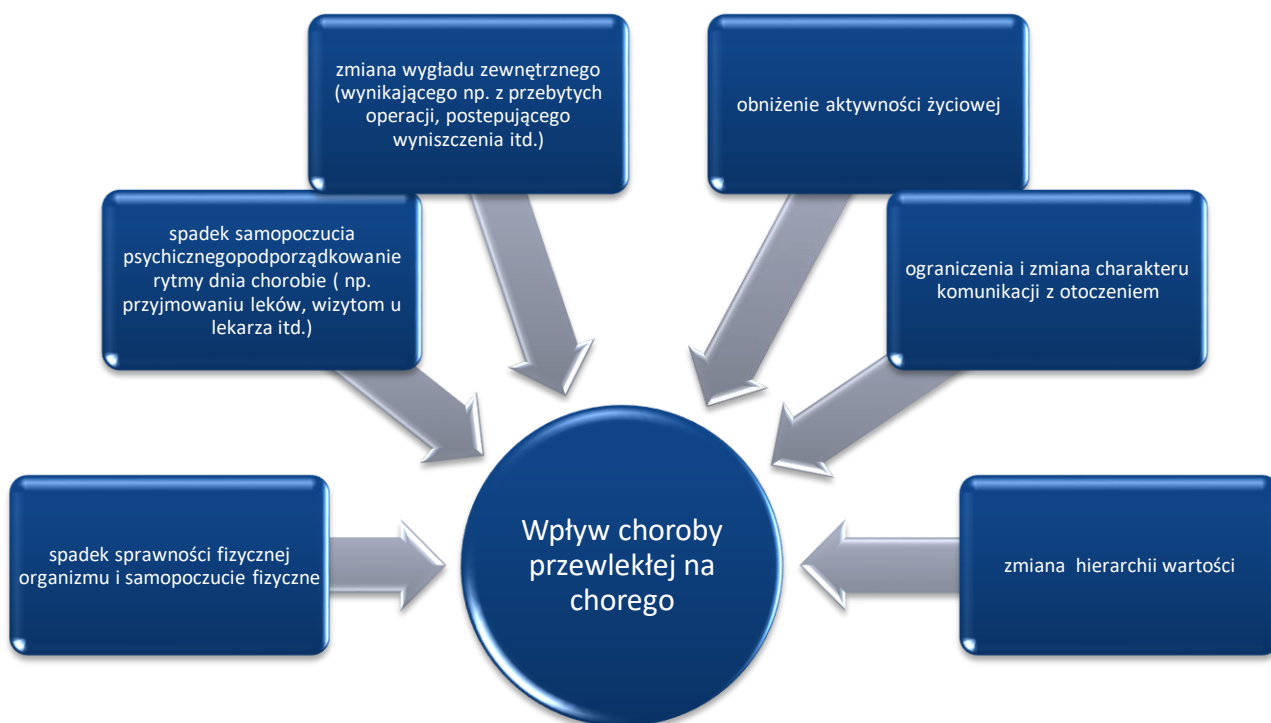 zmiana wygładu zewnętrznego
(wynikającego np. z przebytych
operacji, postepującego
wyniszczenia itd.)
obniżenie aktywności życiowej
spadek samopoczucia
psychicznegopodporządkowanie
rytmy dnia chorobie ( np.
przyjmowaniu leków, wizytom u
lekarza itd.)
ograniczenia i zmiana charakteru
komunikacji z otoczeniem
spadek sprawności fizycznej
organizmu i samopoczucie fizyczne
Wpływ choroby
przewlekłej na
chorego
zmiana  hierarchii wartości